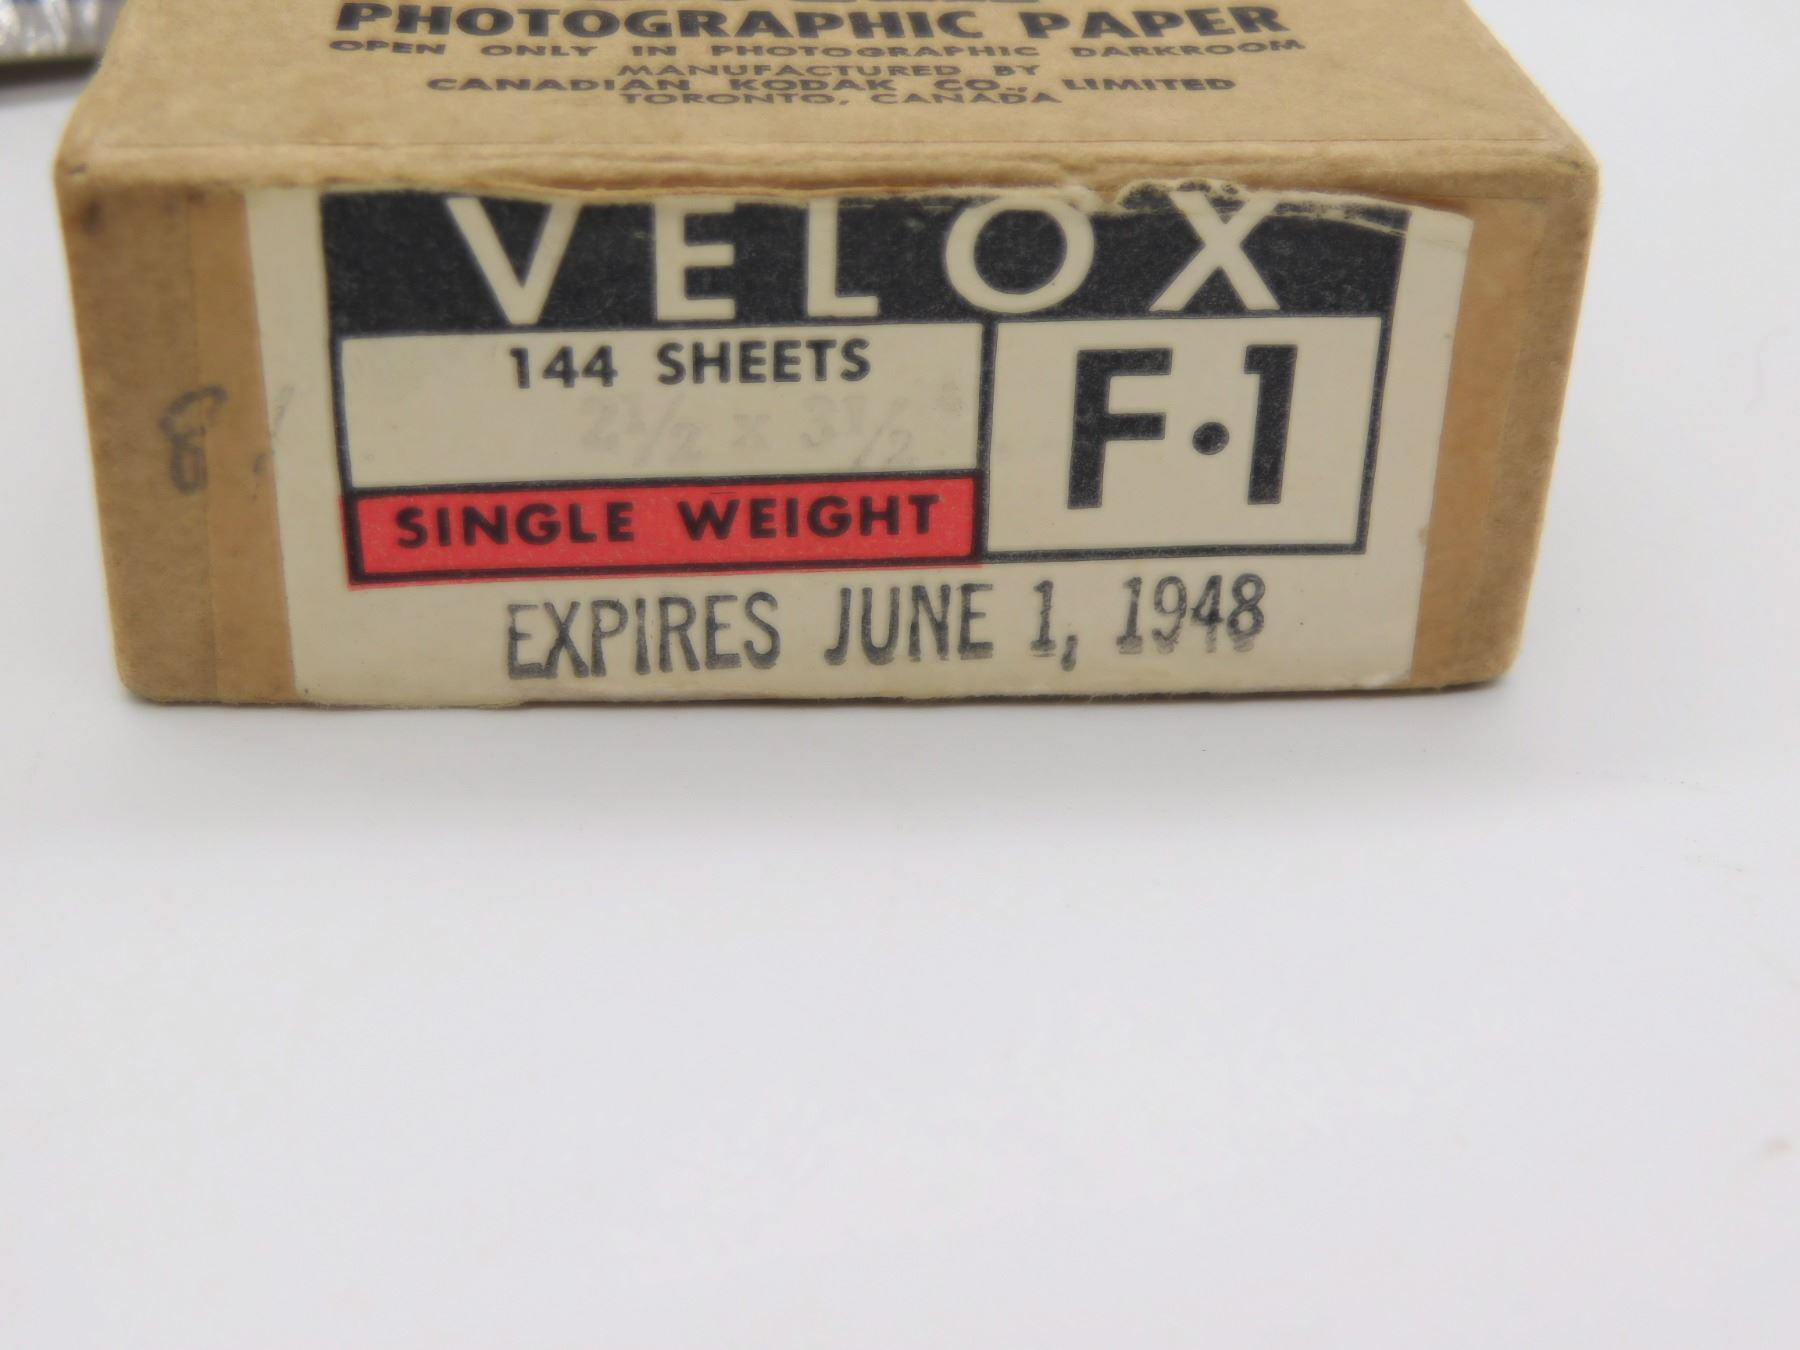 PHOTOGRAPHIC PAPER
OPEN ONLY IN PHOTOGRAPHIC DARKROOM
MANUFACTURED BY
CANADIAN KODAK CO., LIMITED
TORONTO, CANADA
VELOX
144 SHEETS
2½ x 3½
SINGLE WEIGHT
F·1
EXPIRES JUNE 1, 1948